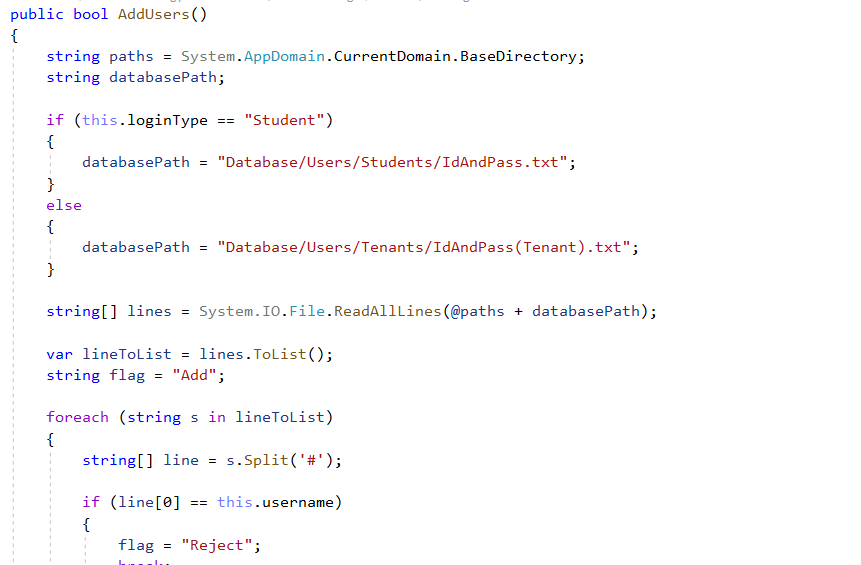 public bool AddUsers()
{
string paths = System.AppDomain.CurrentDomain.BaseDirectory;
string databasePath;
if (this.loginType == "Student")
{
databasePath = "Database/Users/Students/IdAndPass.txt";
}
else
{
databasePath = "Database/Users/Tenants/IdAndPass(Tenant).txt";
}
string[] lines = System.IO.File.ReadAllLines(@paths + databasePath);
var lineToList = lines.ToList();
string flag = "Add";
foreach (string s in lineToList)
{
string[] line = s.Split('#');
if (line[0] == this.username)
{
flag = "Reject";
break;